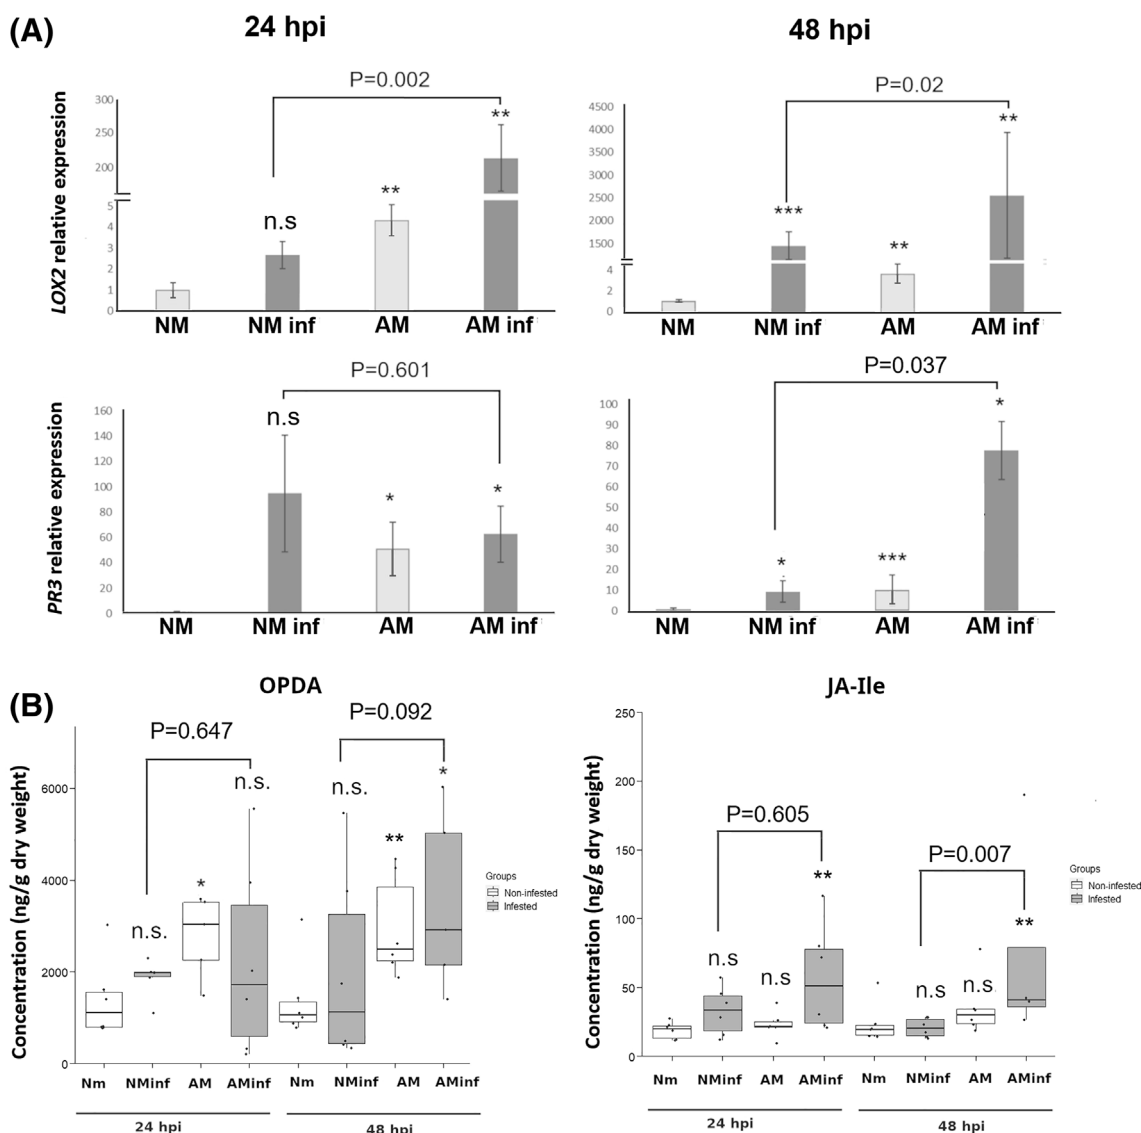 (A)
24 hpi
48 hpi
LOX2 relative expression
P=0.002
300
250
200
5
4
3
2
1
0
n.s
**
**
NM
NM inf
AM
AM inf
P=0.02
4500
4000
3500
3000
2500
2000
1500
4
2
0
***
**
**
NM
NM inf
AM
AM inf
PR3 relative expression
P=0.601
160
140
120
100
80
60
40
20
0
n.s
*
*
NM
NM inf
AM
AM inf
P=0.037
100
90
80
70
60
50
40
30
20
10
0
*
***
*
NM
NM inf
AM
AM inf
(B)
OPDA
Concentration (ng/g dry weight)
6000
4000
2000
0
P=0.647
P=0.092
n.s.
*
n.s.
n.s.
**
*
Nm
NMinf
AM
AMinf
Nm
NMinf
AM
AMinf
24 hpi
48 hpi
Groups
Non-infested
Infested
JA-Ile
Concentration (ng/g dry weight)
250
200
150
100
50
0
P=0.605
P=0.007
n.s
n.s
**
n.s
n.s
**
Nm
NMinf
AM
AMinf
Nm
NMinf
AM
AMinf
24 hpi
48 hpi
Groups
Non-infested
Infested